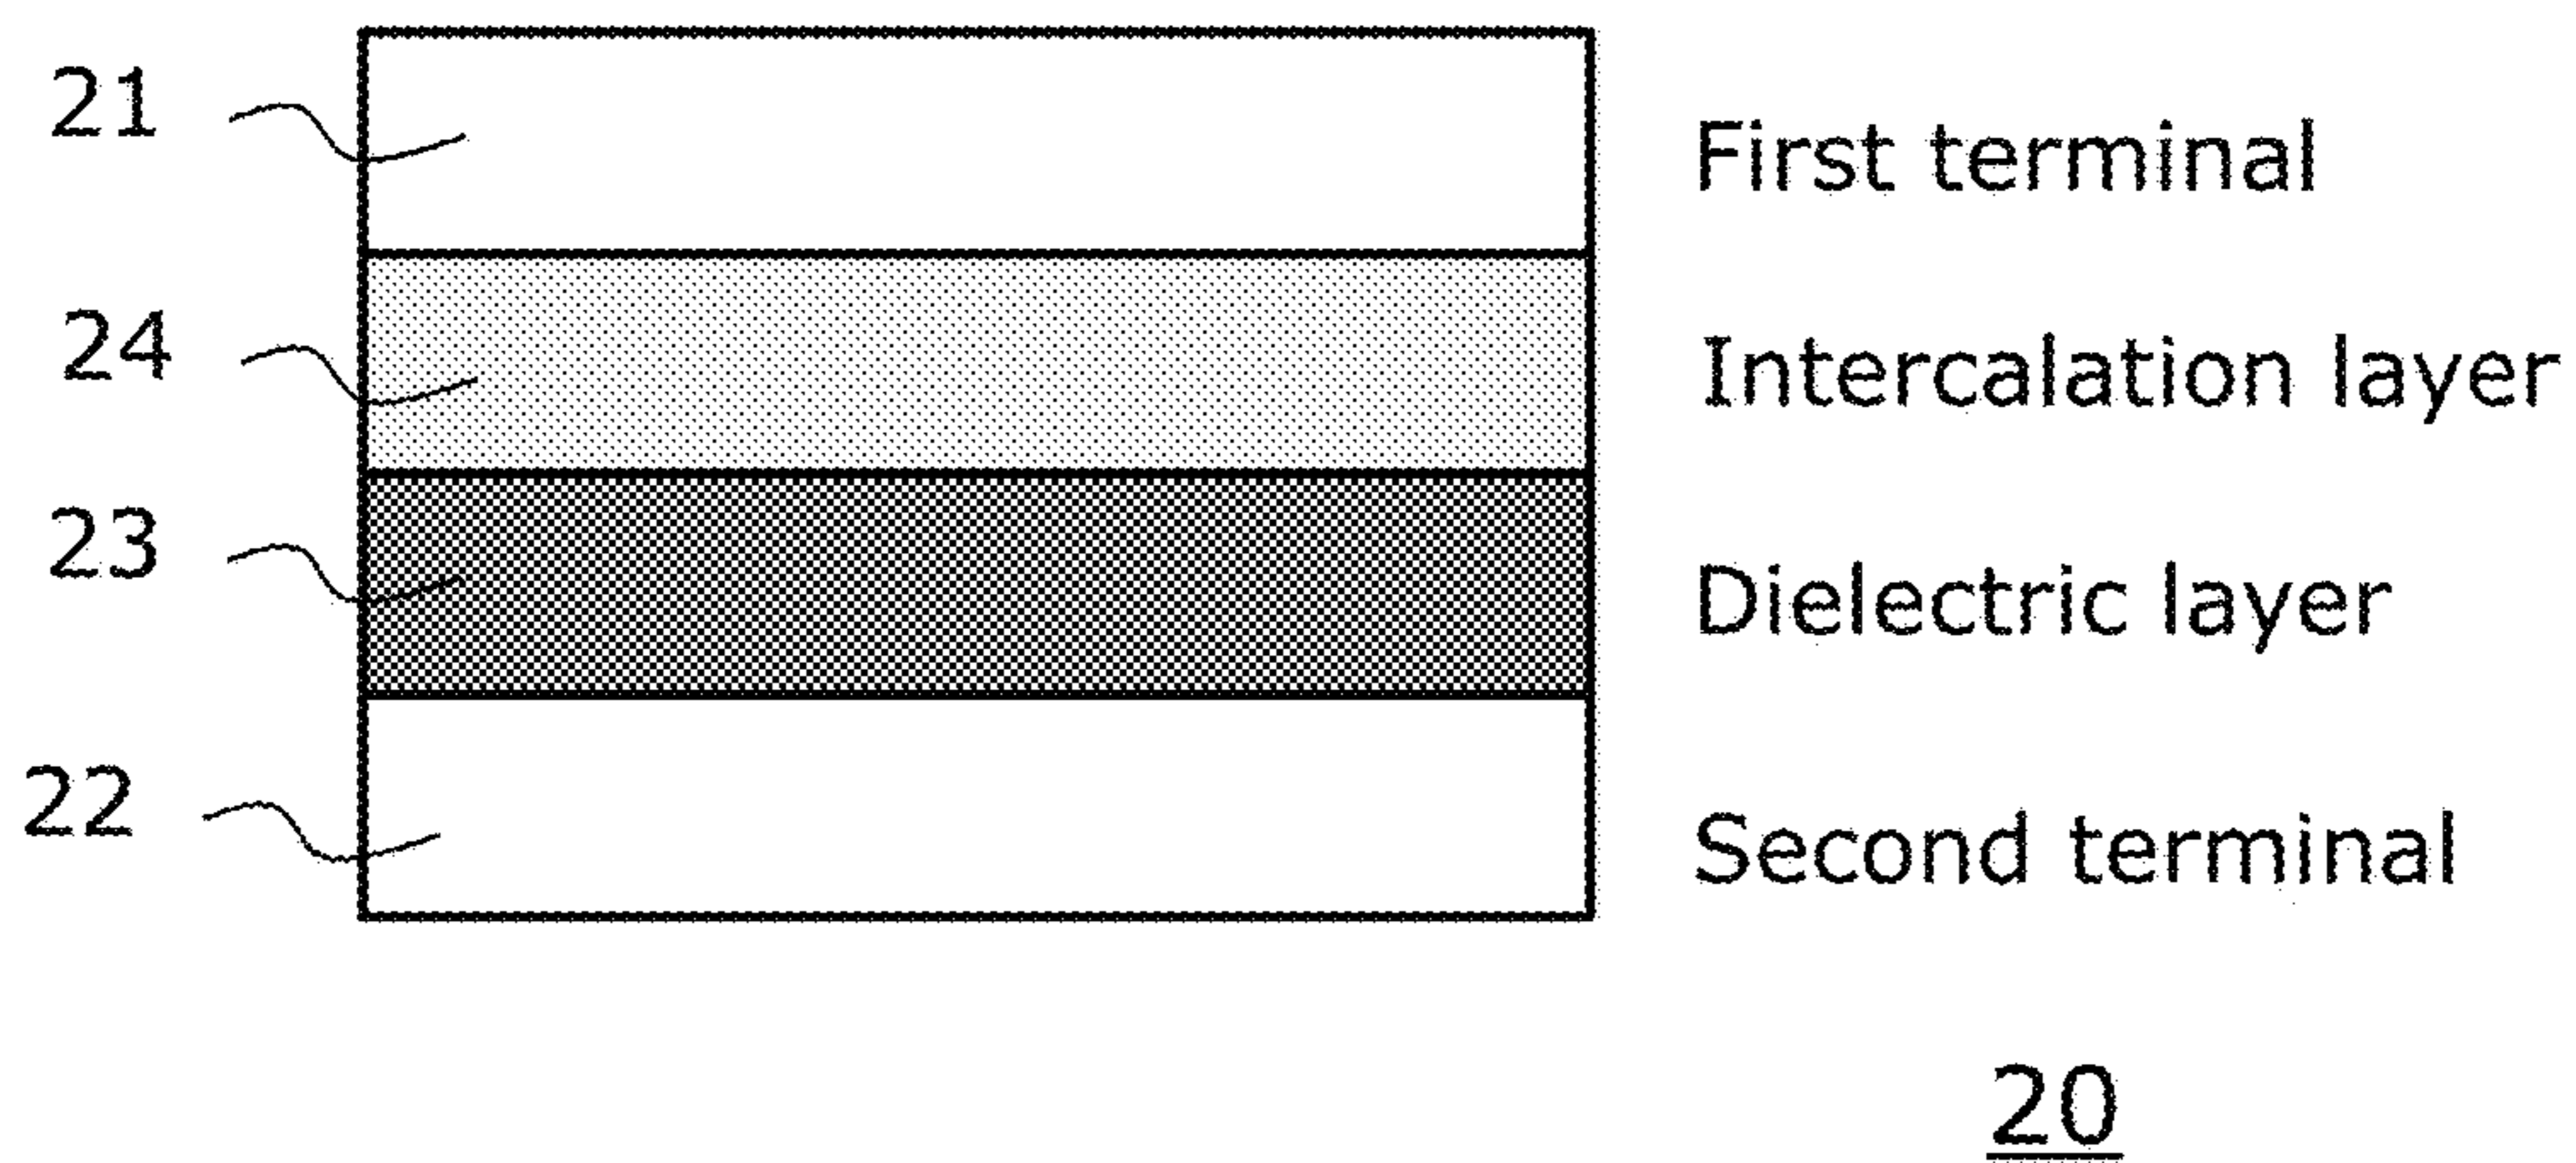 21 First terminal
24 Intercalation layer
23 Dielectric layer
22 Second terminal
20